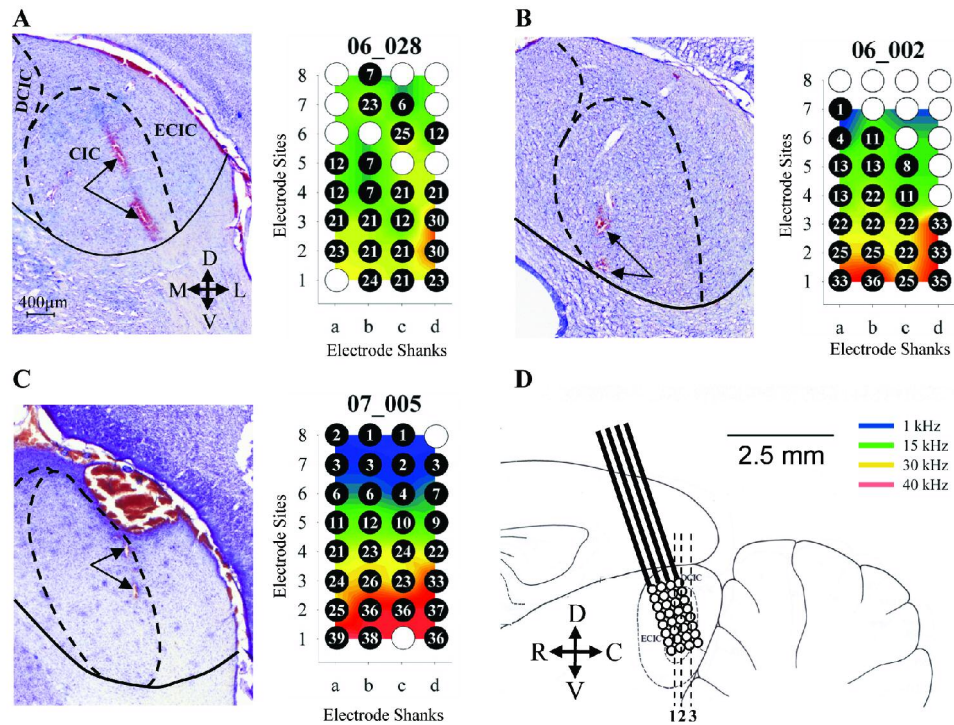 A
DCIC
ECIC
CIC
400µm
D
M L
V
06_028
Electrode Sites
8 7
7 23 6
6 25 12
5 12 7
4 12 7 21 21
3 21 21 12 30
2 23 21 21 30
1 24 21 23
a b c d
Electrode Shanks
B
06_002
Electrode Sites
8
7 1
6 4 11
5 13 13 8
4 13 22 11
3 22 22 22 33
2 25 25 22 33
1 33 36 25 35
a b c d
Electrode Shanks
C
07_005
Electrode Sites
8 2 1 1
7 3 3 2 3
6 6 6 4 7
5 11 12 10 9
4 21 23 24 22
3 24 26 23 33
2 25 36 36 37
1 39 38 36
a b c d
Electrode Shanks
D
2.5 mm
1 kHz
15 kHz
30 kHz
40 kHz
DCIC
ECIC
D
R C
V
1 2 3